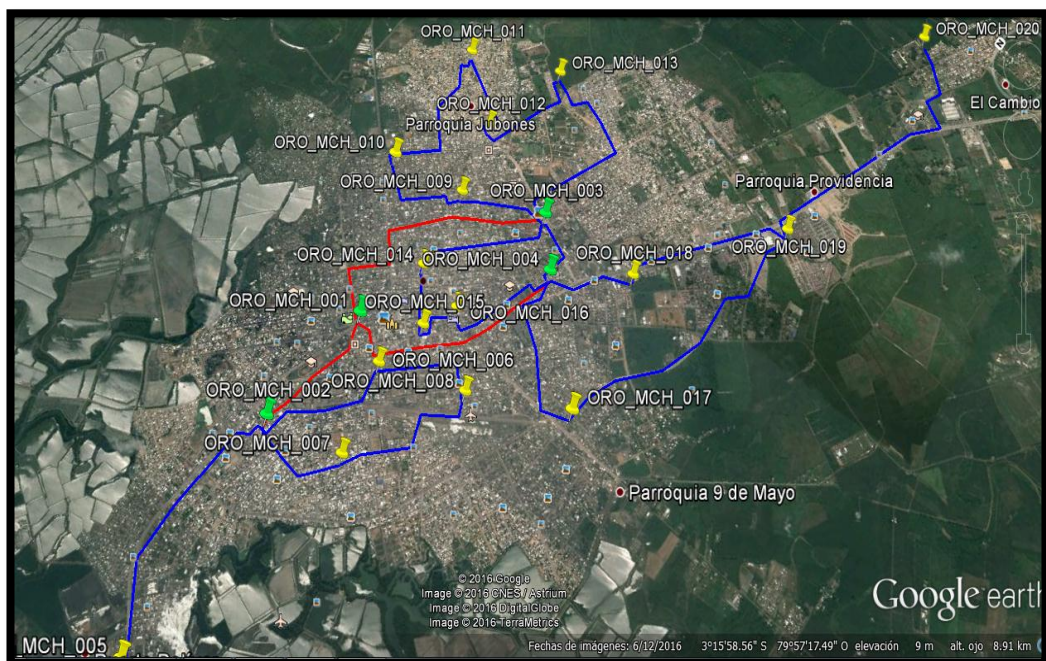 ORO_MCH_011
ORO_MCH_020
ORO_MCH_013
El Cambio
ORO_MCH_012
Parroquia Jubones
ORO_MCH_010
ORO_MCH_009
ORO_MCH_003
Parroquia Providencia
ORO_MCH_014
ORO_MCH_004
ORO_MCH_018
ORO_MCH_019
ORO_MCH_001
ORO_MCH_015
ORO_MCH_016
ORO_MCH_006
ORO_MCH_008
ORO_MCH_002
ORO_MCH_017
ORO_MCH_007
Parroquia 9 de Mayo
© 2016 Google
Image © 2016 CNES / Astrium
Image © 2016 DigitalGlobe
Image © 2016 TerraMetrics
Google earth
MCH_005
Fechas de imágenes: 6/12/2016 3°15'58.56" S 79°57'17.49" O elevación 9 m alt. ojo 8.91 km